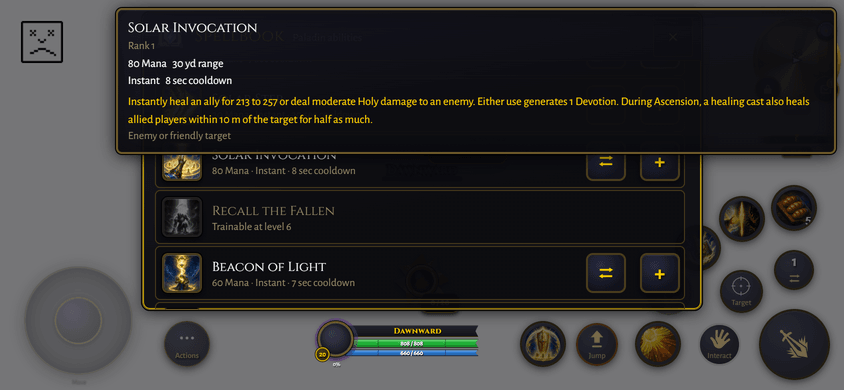 Solar Invocation
Rank 1
80 Mana 30 yd range
Instant 8 sec cooldown
Instantly heal an ally for 213 to 257 or deal moderate Holy damage to an enemy. Either use generates 1 Devotion. During Ascension, a healing cast also heals
allied players within 10 m of the target for half as much.
Enemy or friendly target
Solar Invocation
80 Mana · Instant · 8 sec cooldown
Recall the Fallen
Trainable at level 6
Beacon of Light
60 Mana · Instant · 7 sec cooldown
5
1
Target
Dawnward
808 / 808
660 / 660
20
0%
Actions
Jump
Interact
Move